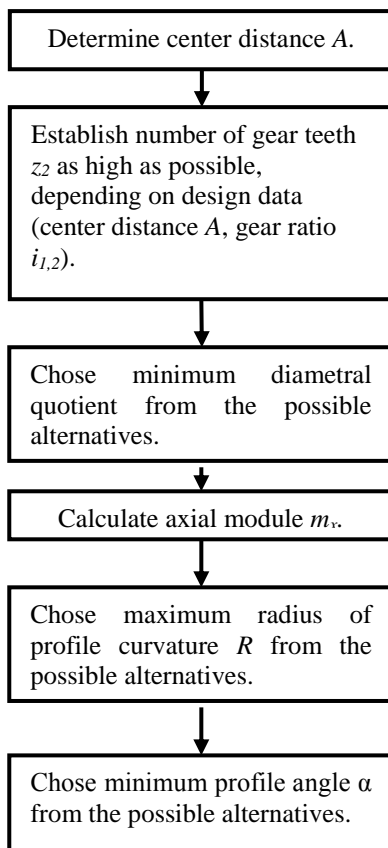 Determine center distance A.
Establish number of gear teeth
z2 as high as possible,
depending on design data
(center distance A, gear ratio
i1,2).
Chose minimum diametral
quotient from the possible
alternatives.
Calculate axial module mx.
Chose maximum radius of
profile curvature R from the
possible alternatives.
Chose minimum profile angle α
from the possible alternatives.